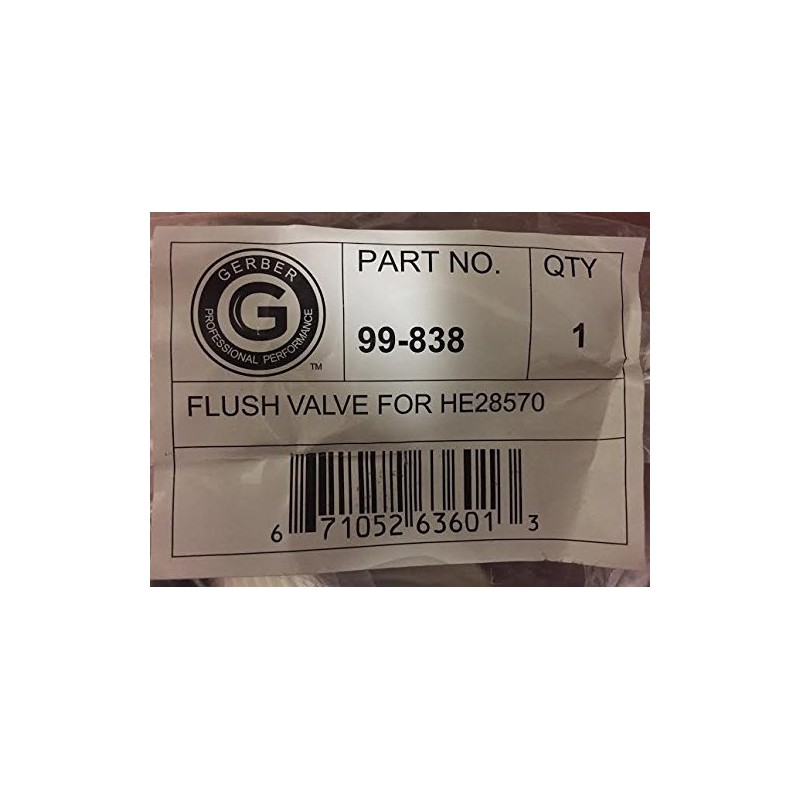 GERBER
G
PROFESSIONAL PERFORMANCE
TM
PART NO.
99-838
QTY
1
FLUSH VALVE FOR HE28570
6 71052 63601 3